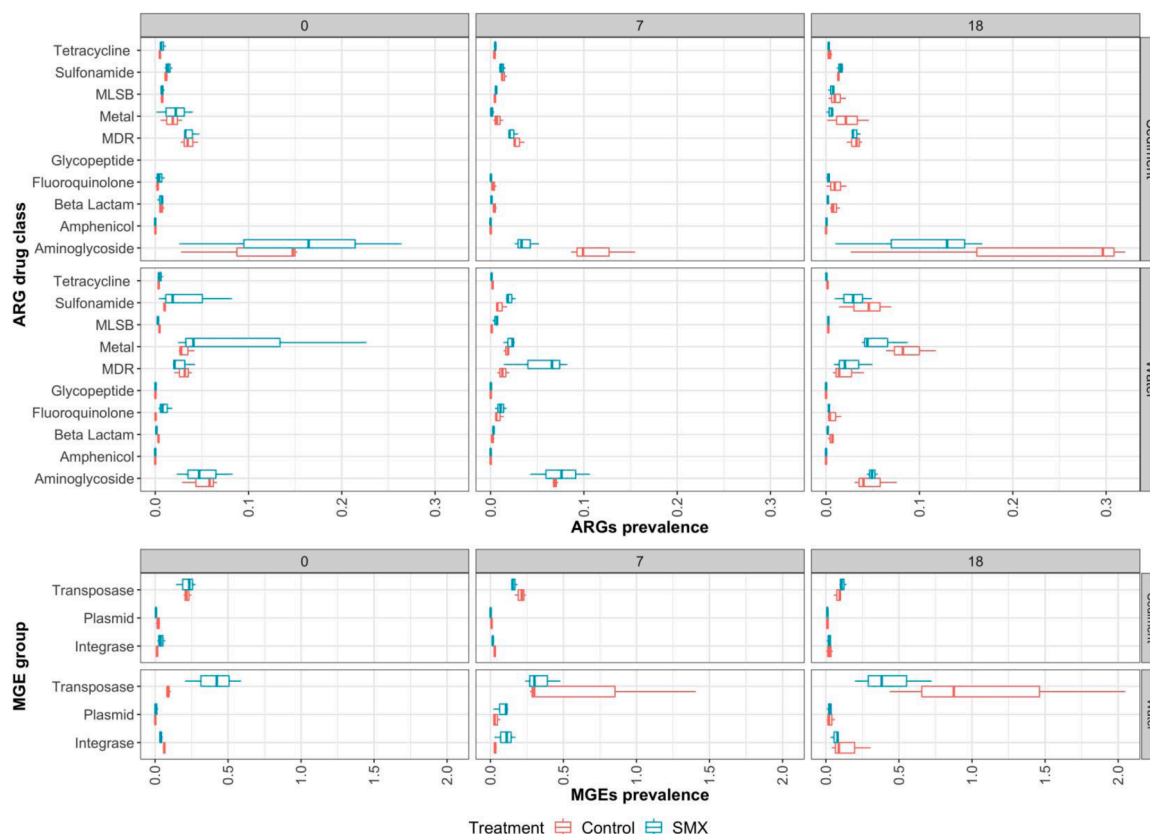 0 7 18
Tetracycline
Sulfonamide
MLSB
Metal
MDR
Glycopeptide
Fluoroquinolone
Beta Lactam
Amphenicol
Aminoglycoside
ARG drug class
Tetracycline
Sulfonamide
MLSB
Metal
MDR
Glycopeptide
Fluoroquinolone
Beta Lactam
Amphenicol
Aminoglycoside
0.0 0.1 0.2 0.3 0.0 0.1 0.2 0.3 0.0 0.1 0.2 0.3
ARGs prevalence
0 7 18
Transposase
Plasmid
Integrase
MGE group
Transposase
Plasmid
Integrase
0.0 0.5 1.0 1.5 2.0 0.0 0.5 1.0 1.5 2.0 0.0 0.5 1.0 1.5 2.0
MGEs prevalence
Treatment Control SMX